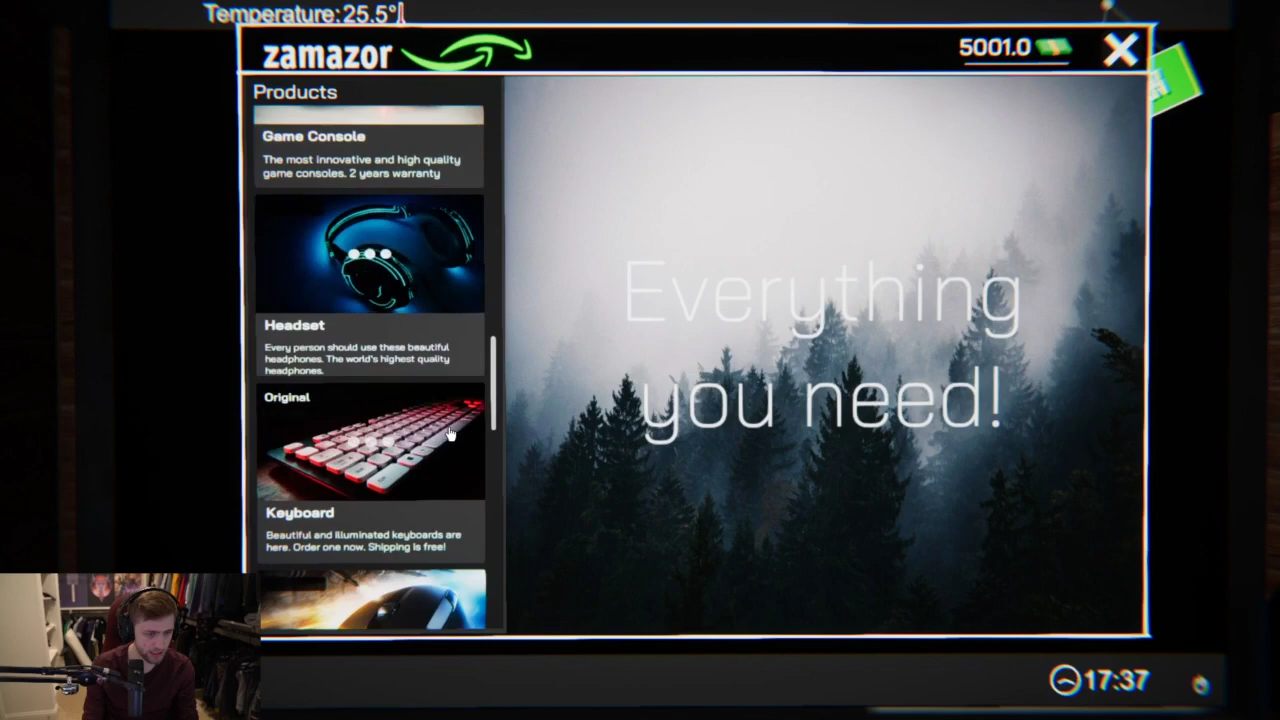 Temperature: 25.5°
zamazor
5001.0
Products
Game Console
The most innovative and high quality
game consoles. 2 years warranty
Headset
Every person should use these beautiful
headphones. The world's highest quality
headphones.
Original
Keyboard
Beautiful and illuminated keyboards are
here. Order one now. Shipping is free!
Everything
you need!
17:37